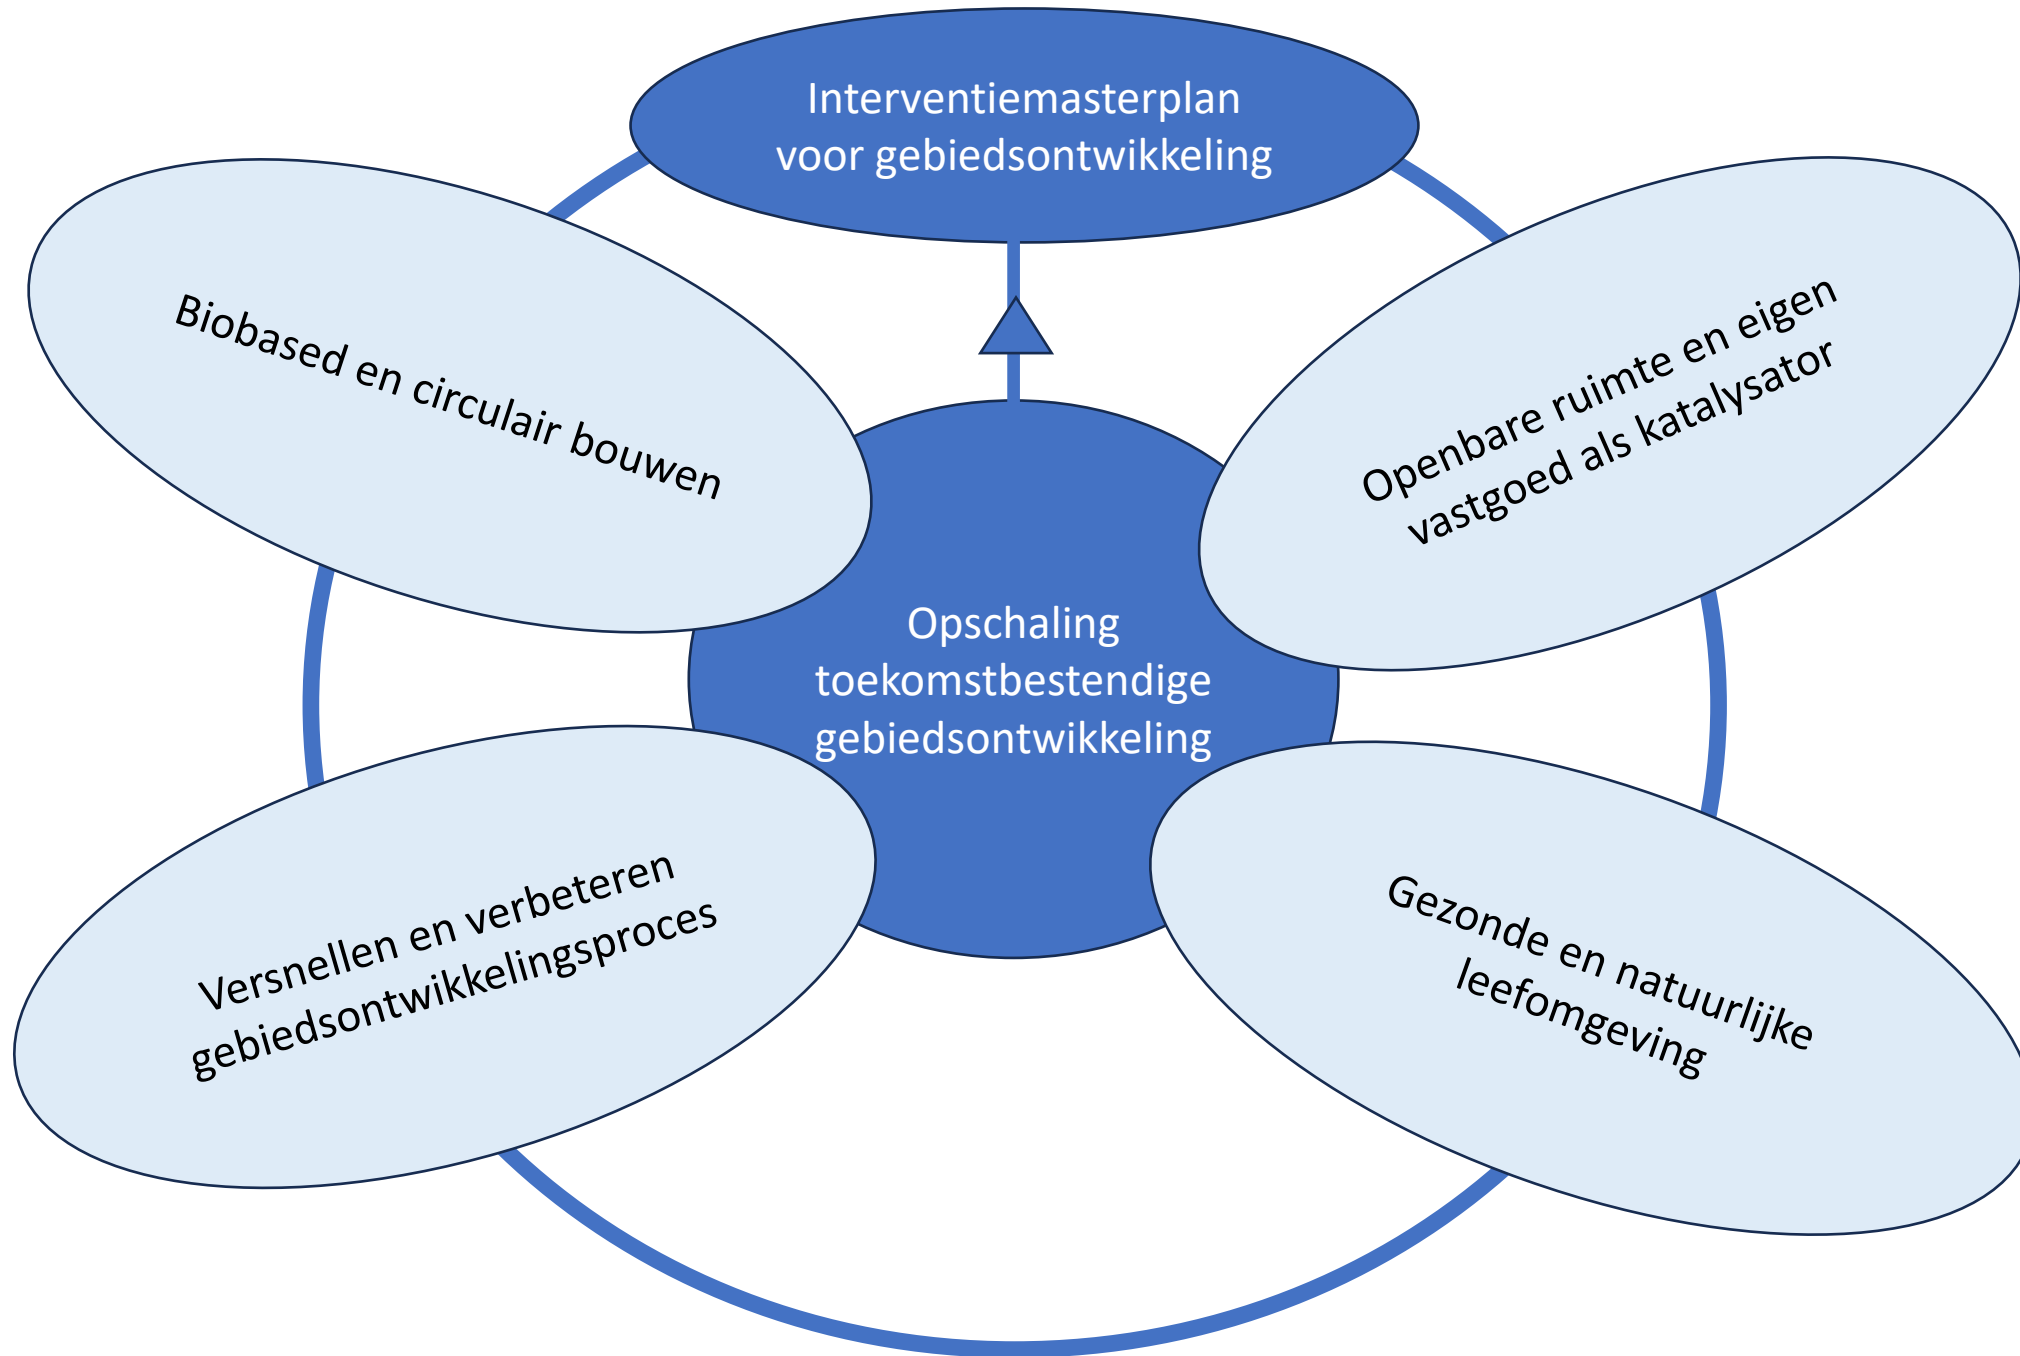 Interventiemasterplan
voor gebiedsontwikkeling
Biobased en circulair bouwen
Openbare ruimte en eigen
vastgoed als katalysator
Opschaling
toekomstbestendige
gebiedsontwikkeling
Versnellen en verbeteren
gebiedsontwikkelingsproces
Gezonde en natuurlijke
leefomgeving